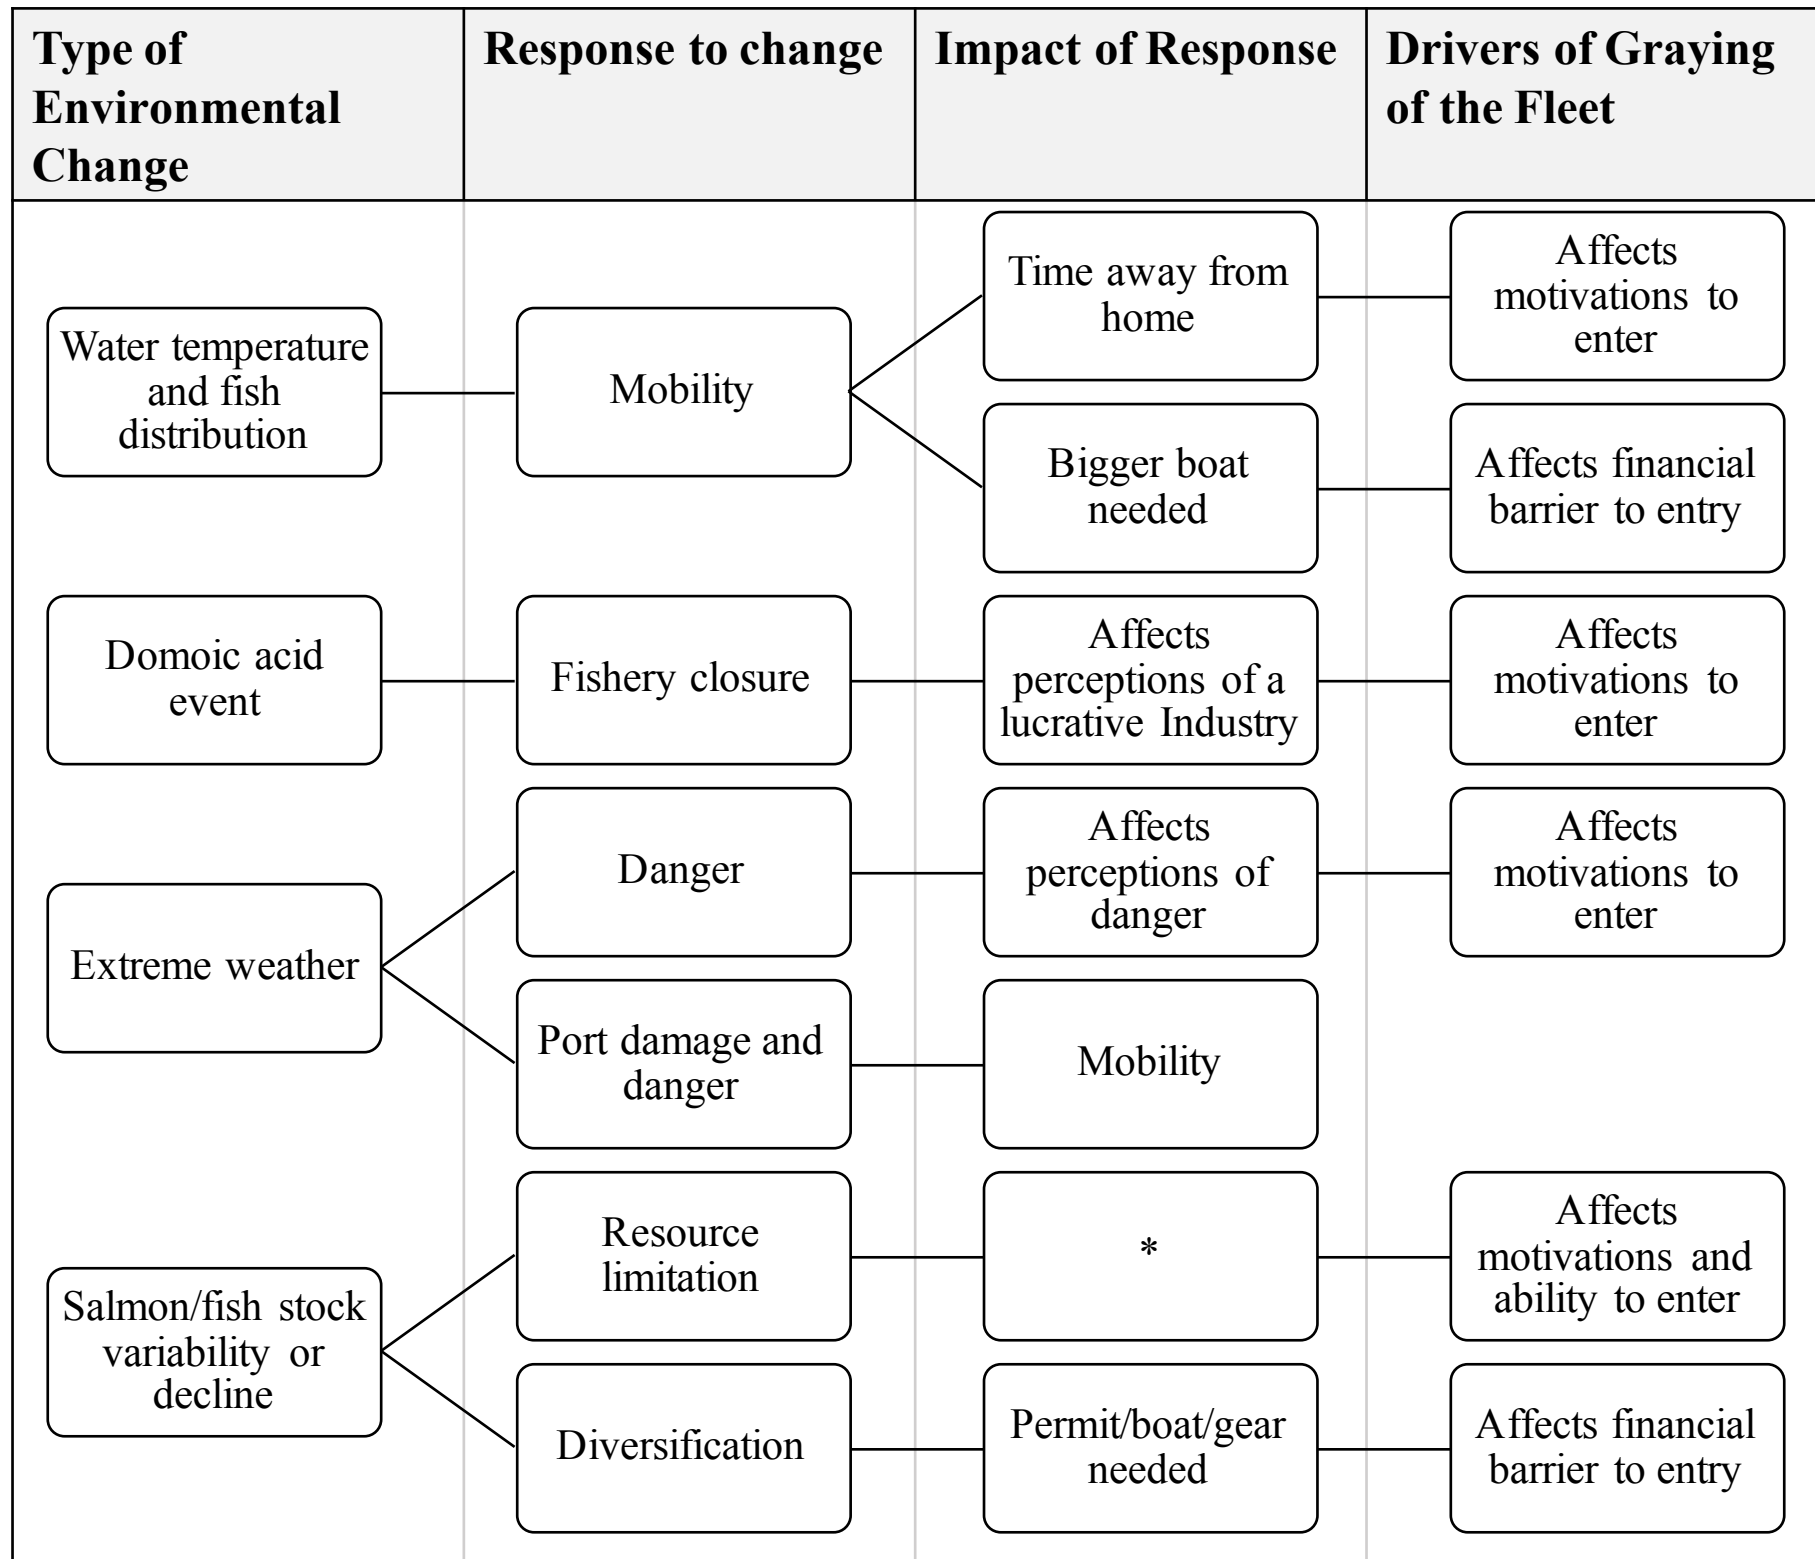 Type of
Environmental
Change
Response to change
Impact of Response
Drivers of Graying
of the Fleet
Water temperature
and fish
distribution
Mobility
Time away from
home
Affects
motivations to
enter
Bigger boat
needed
Affects financial
barrier to entry
Domoic acid
event
Fishery closure
Affects
perceptions of a
lucrative Industry
Affects
motivations to
enter
Extreme weather
Danger
Affects
perceptions of
danger
Affects
motivations to
enter
Port damage and
danger
Mobility
Salmon/fish stock
variability or
decline
Resource
limitation
*
Affects
motivations and
ability to enter
Diversification
Permit/boat/gear
needed
Affects financial
barrier to entry